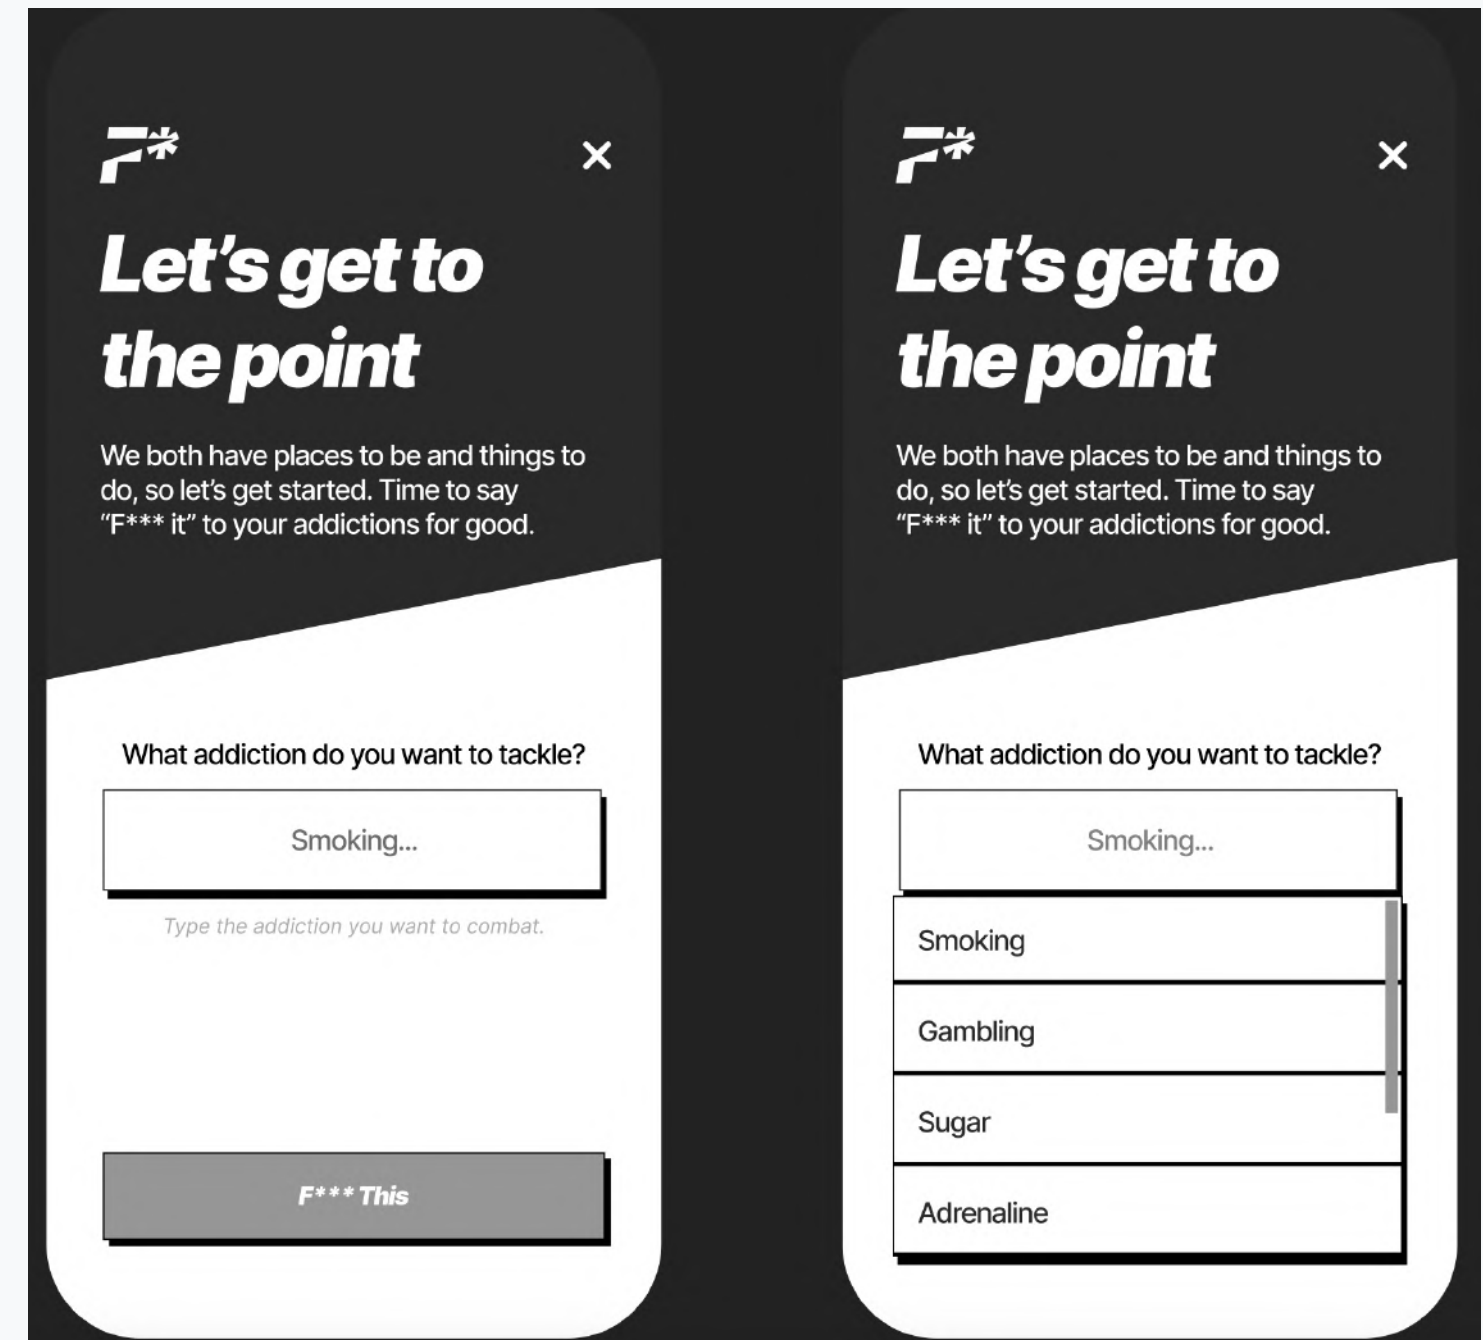 F*
Let’s get to
the point
We both have places to be and things to
do, so let’s get started. Time to say
“F*** it” to your addictions for good.
What addiction do you want to tackle?
Smoking...
Type the addiction you want to combat.
F*** This
F*
Let’s get to
the point
We both have places to be and things to
do, so let’s get started. Time to say
“F*** it” to your addictions for good.
What addiction do you want to tackle?
Smoking...
Smoking
Gambling
Sugar
Adrenaline